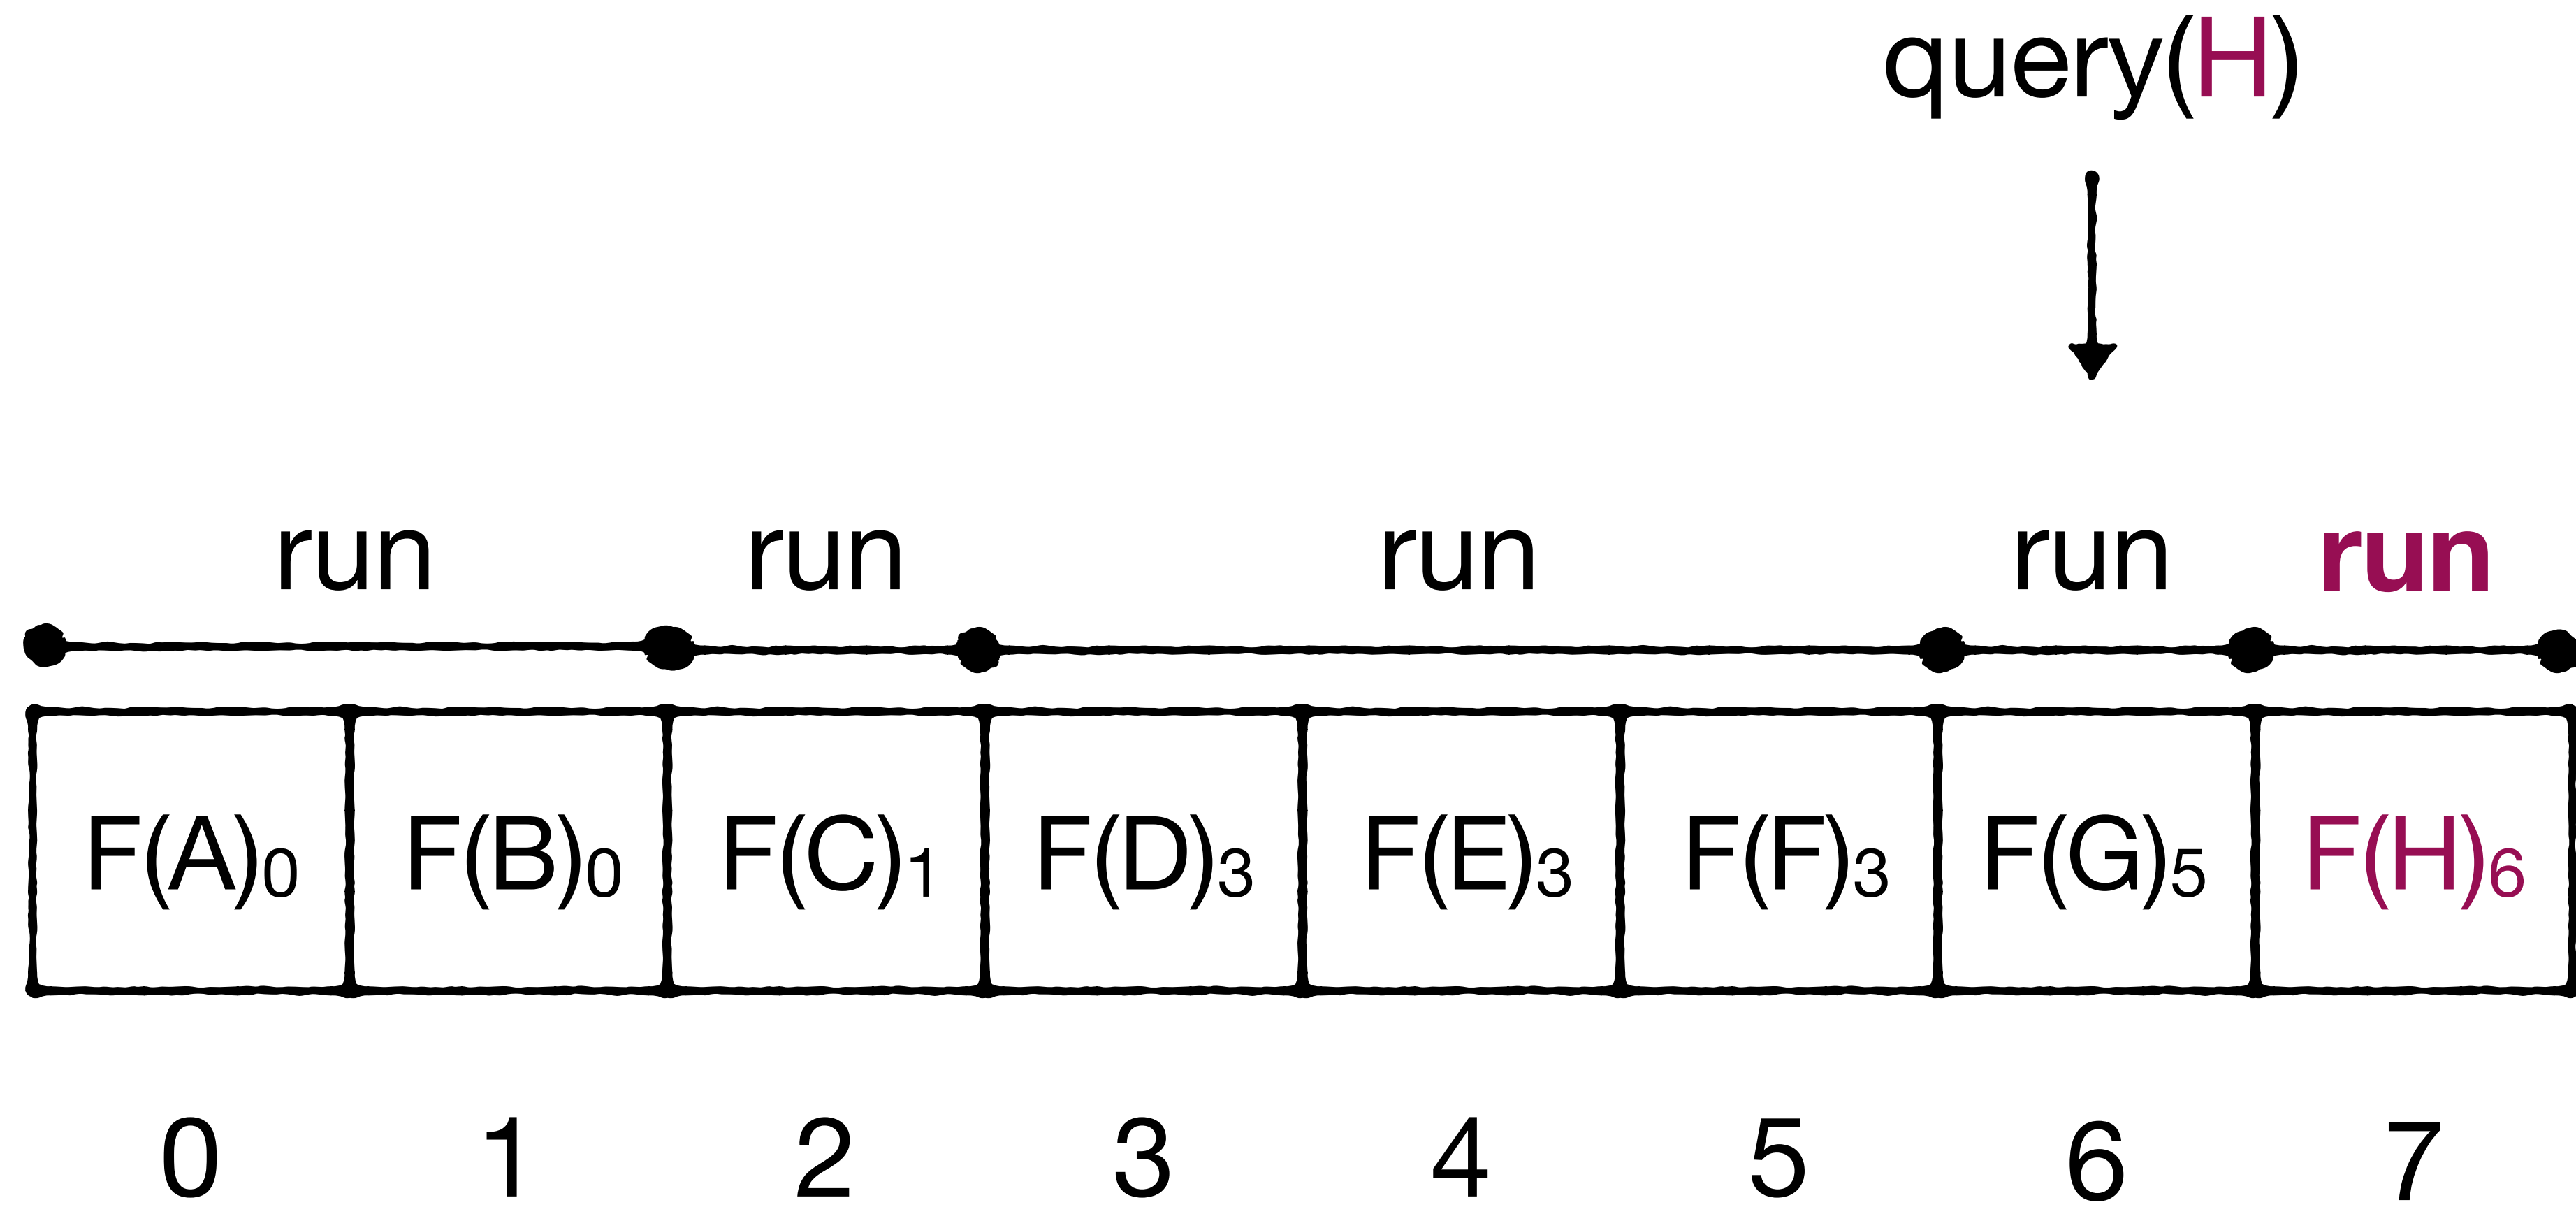 query(H)
run run run run run
F(A)₀ F(B)₀ F(C)₁ F(D)₃ F(E)₃ F(F)₃ F(G)₅ F(H)₆
0 1 2 3 4 5 6 7